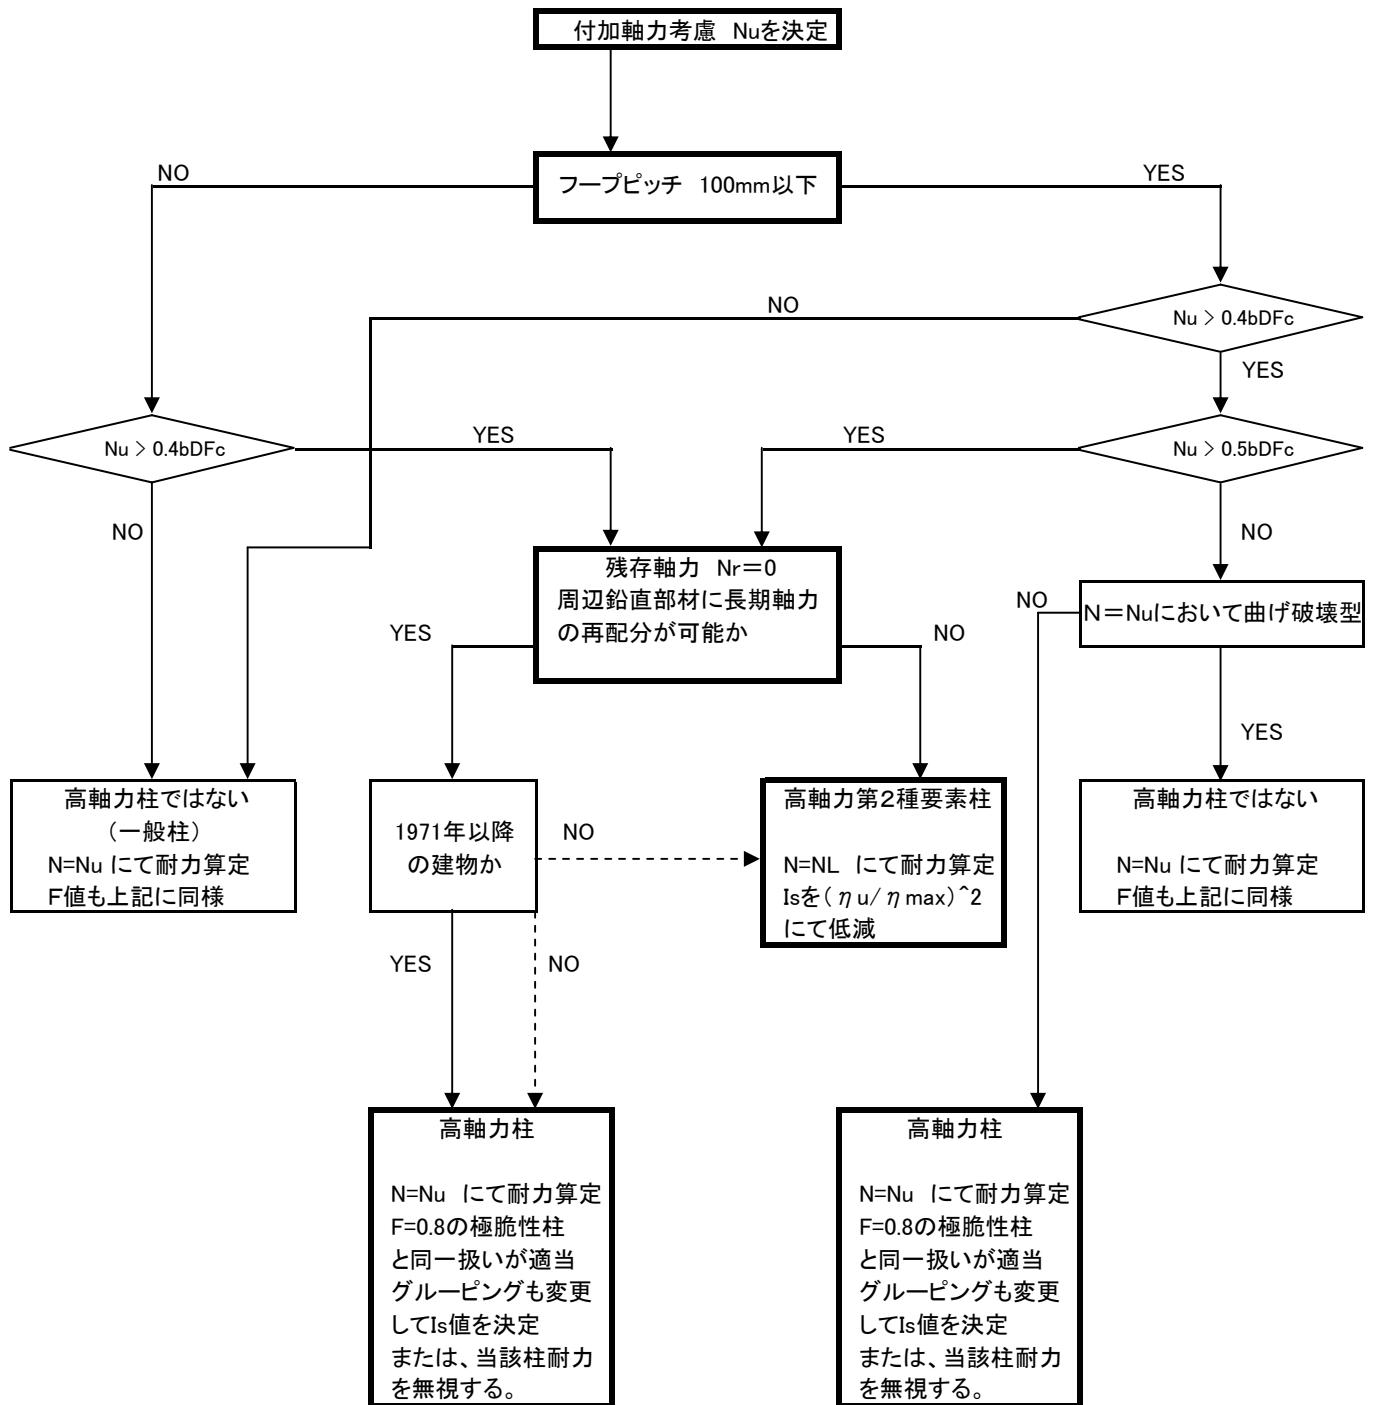 付加軸力考慮 Nuを決定
NO
フープピッチ 100mm以下
YES
NO
Nu > 0.4bDFc
YES
Nu > 0.4bDFc
YES
YES
Nu > 0.5bDFc
NO
NO
残存軸力 Nr=0
周辺鉛直部材に長期軸力
の再配分が可能か
YES
NO
NO
N=Nuにおいて曲げ破壊型
YES
高軸力柱ではない
(一般柱)
N=Nu にて耐力算定
F値も上記に同様
1971年以降
の建物か
NO
高軸力第2種要素柱
N=NL にて耐力算定
Isを(ηu/ηmax)^2
にて低減
高軸力柱ではない
N=Nu にて耐力算定
F値も上記に同様
YES
NO
高軸力柱
N=Nu にて耐力算定
F=0.8の極脆性柱
と同一扱いが適当
グルーピングも変更
してIs値を決定
または、当該柱耐力
を無視する。
高軸力柱
N=Nu にて耐力算定
F=0.8の極脆性柱
と同一扱いが適当
グルーピングも変更
してIs値を決定
または、当該柱耐力
を無視する。